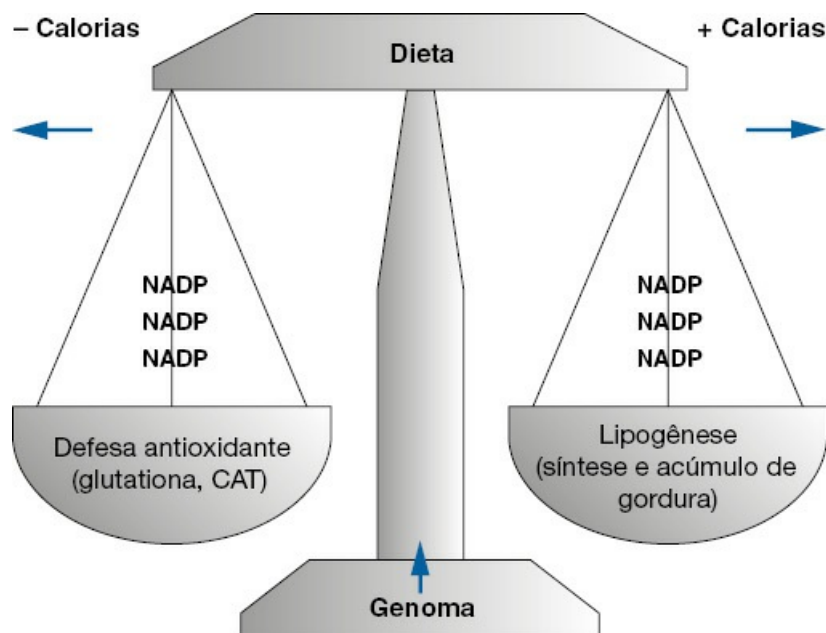 – Calorias
+ Calorias
Dieta
NADP
NADP
NADP
NADP
NADP
NADP
Defesa antioxidante
(glutationa, CAT)
Lipogênese
(síntese e acúmulo de
gordura)
Genoma